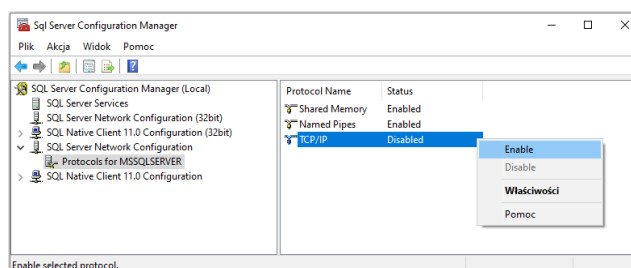 Sql Server Configuration Manager
Plik Akcja Widok Pomoc
SQL Server Configuration Manager (Local)
SQL Server Services
SQL Server Network Configuration (32bit)
SQL Native Client 11.0 Configuration (32bit)
SQL Server Network Configuration
Protocols for MSSQLSERVER
SQL Native Client 11.0 Configuration
Protocol Name Status
Shared Memory Enabled
Named Pipes Enabled
TCP/IP Disabled
Enable
Disable
Właściwości
Pomoc
Enable selected protocol.